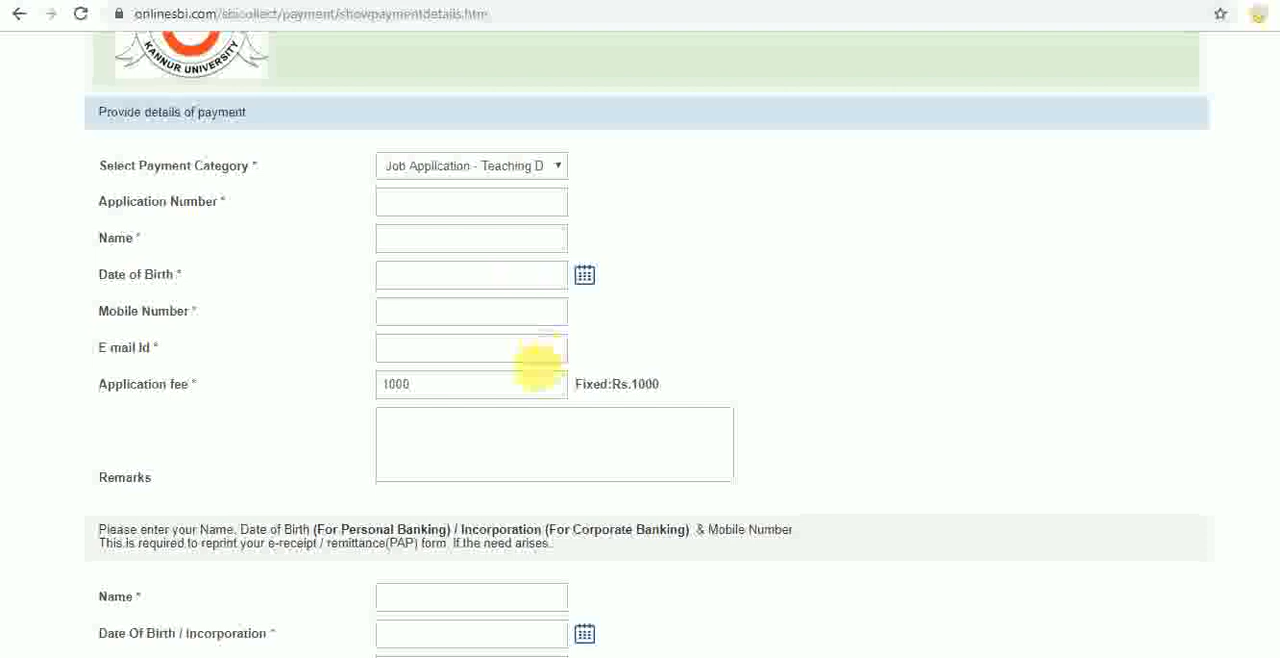 onlinesbi.com/sbicollect/payment/showpaymentdetails.htm
KANNUR UNIVERSITY
Provide details of payment
Select Payment Category * Job Application - Teaching D
Application Number *
Name *
Date of Birth *
Mobile Number *
E mail Id *
Application fee * 1000 Fixed:Rs.1000
Remarks
Please enter your Name, Date of Birth (For Personal Banking) / Incorporation (For Corporate Banking) & Mobile Number
This is required to reprint your e-receipt / remittance(PAP) form, If the need arises.
Name *
Date Of Birth / Incorporation *